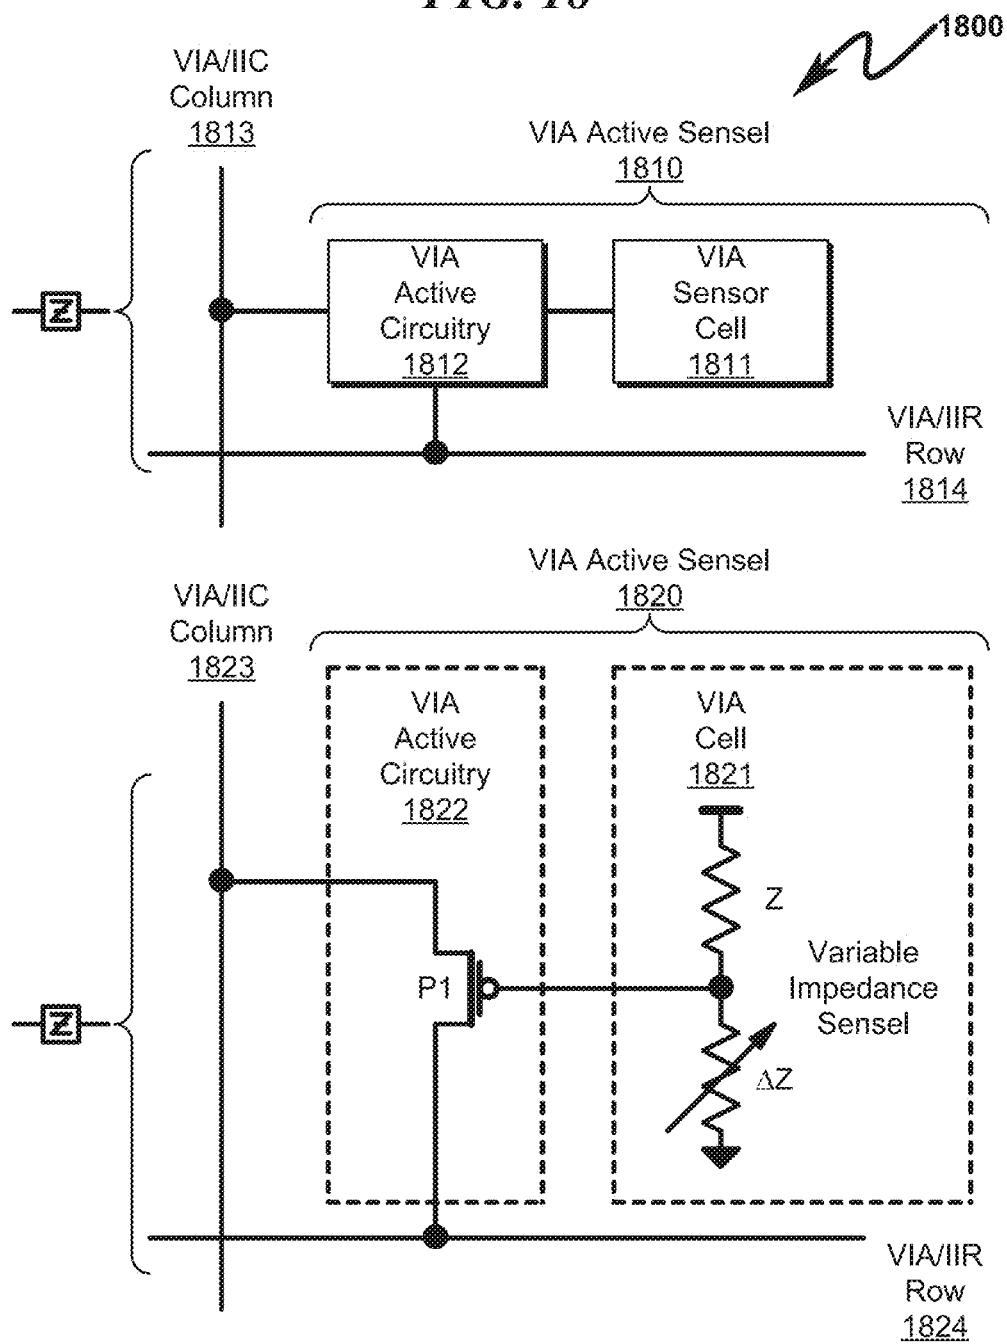 1800
VIA/IIC
Column
1813
VIA Active Sensel
1810
VIA
Active
Circuitry
1812
VIA
Sensor
Cell
1811
Z
VIA/IIR
Row
1814
VIA Active Sensel
1820
VIA/IIC
Column
1823
VIA
Active
Circuitry
1822
VIA
Cell
1821
Z
Variable
Impedance
Sensel
P1
ΔZ
Z
VIA/IIR
Row
1824